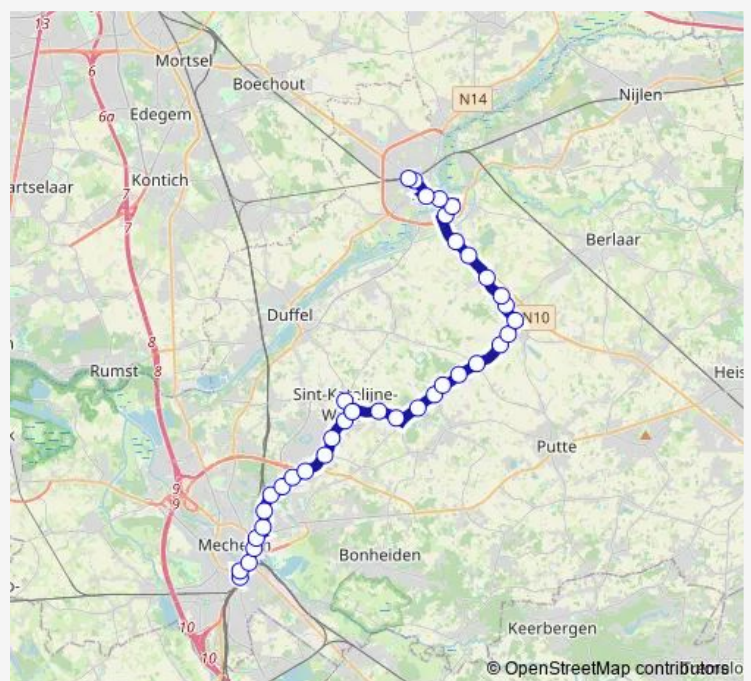 13
Mortsel
6
Boechout
N14
Nijlen
6a
Edegem
Kontich
artselaar
7
7
Berlaar
Duffel
N10
8
8
Rumst
Heis
Putte
9
9
Bonheiden
10
Keerbergen
10
© OpenStreetMap contributors